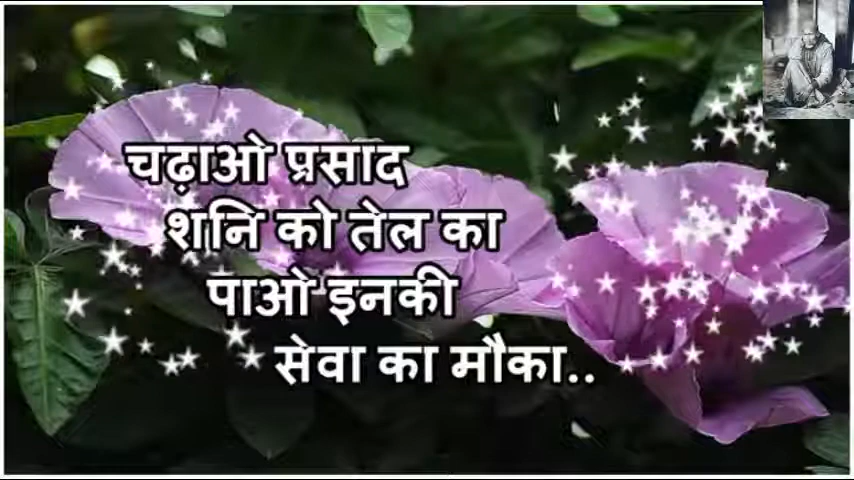 चढ़ाओ प्रसाद
शनि को तेल का
पाओ इनकी
सेवा का मौका..